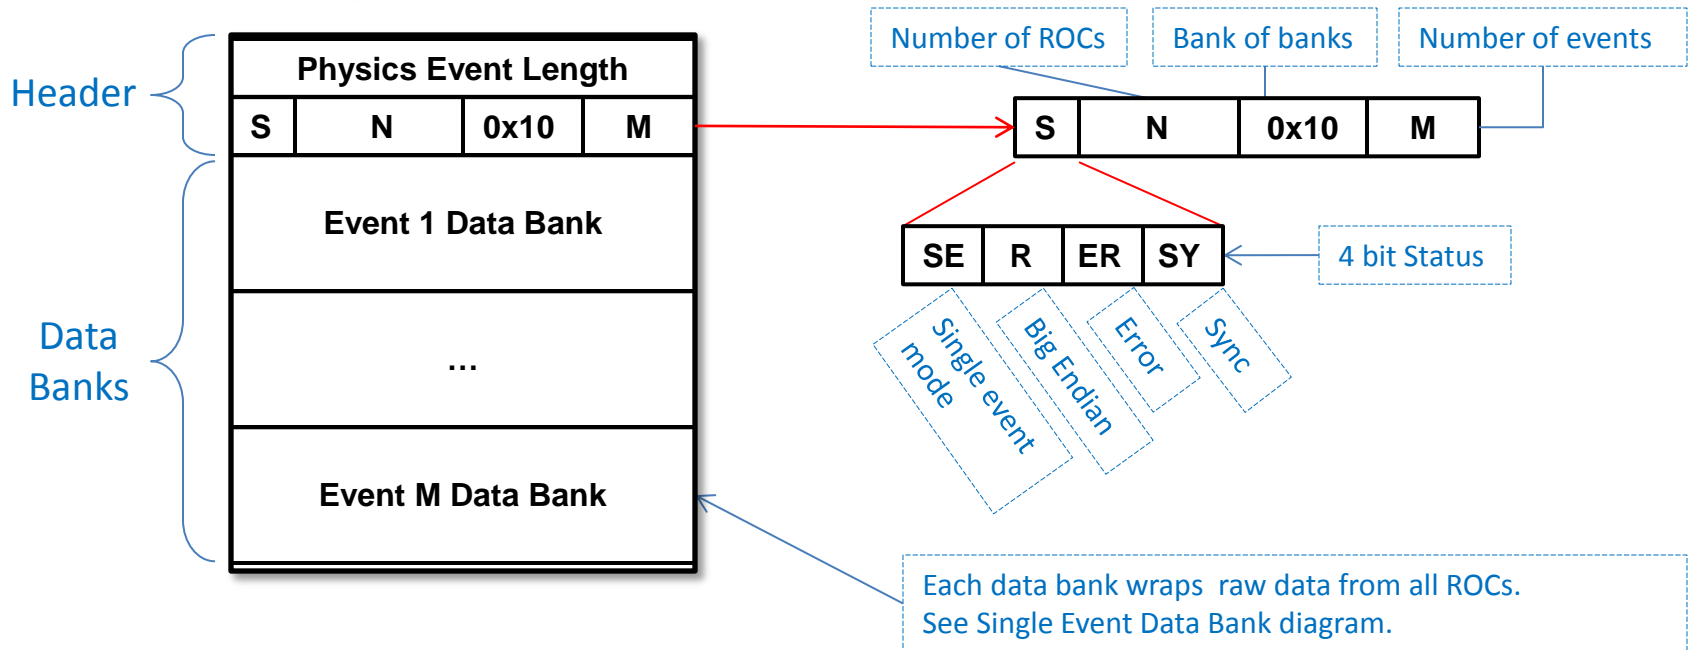 Number of ROCs
Bank of banks
Number of events
Header
Physics Event Length
S N 0x10 M
S N 0x10 M
Event 1 Data Bank
SE R ER SY
4 bit Status
Single event
mode
Big Endian
Error
Sync
Data
Banks
...
Event M Data Bank
Each data bank wraps raw data from all ROCs.
See Single Event Data Bank diagram.